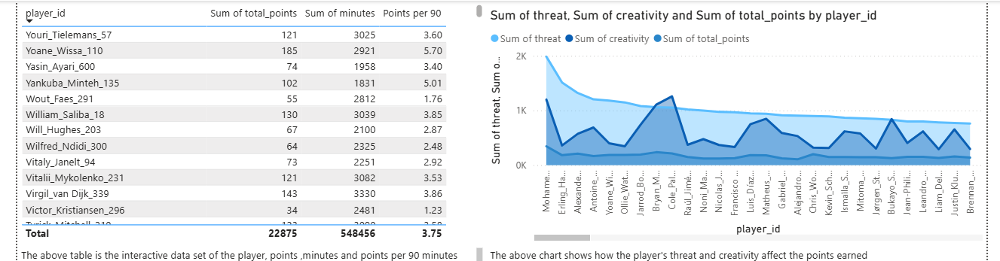 player_id Sum of total_points Sum of minutes Points per 90
Youri_Tielemans_57 121 3025 3.60
Yoane_Wissa_110 185 2921 5.70
Yasin_Ayari_600 74 1958 3.40
Yankuba_Minteh_135 102 1831 5.01
Wout_Faes_291 55 2812 1.76
William_Saliba_18 130 3039 3.85
Will_Hughes_203 67 2100 2.87
Wilfred_Ndidi_300 64 2325 2.48
Vitaly_Janelt_94 73 2251 2.92
Vitalii_Mykolenko_231 121 3082 3.53
Virgil_van Dijk_339 143 3330 3.86
Victor_Kristiansen_296 34 2481 1.23
Total 22875 548456 3.75
The above table is the interactive data set of the player, points ,minutes and points per 90 minutes
Sum of threat, Sum of creativity and Sum of total_points by player_id
Sum of threat Sum of creativity Sum of total_points
Sum of threat, Sum o...
2K
1K
0K
Mohame...
Erling_Ha...
Alexande...
Antoine_...
Yoane_Wi...
Ollie_Wat...
Jarrod_Bo...
Bryan_M...
Cole_Pal...
Raúl_Jimé...
Noni_Ma...
Nicolas_J...
Francisco ...
Luis_Díaz...
Matheus_...
Gabriel_...
Alejandro...
Chris_Wo...
Kevin_Sch...
Ismaïla_S...
Mitoma_...
Jørgen_St...
Bukayo_S...
Jean-Phili...
Leandro_...
Liam_Del...
Justin_Klu...
Brennan_...
player_id
The above chart shows how the player's threat and creativity affect the points earned